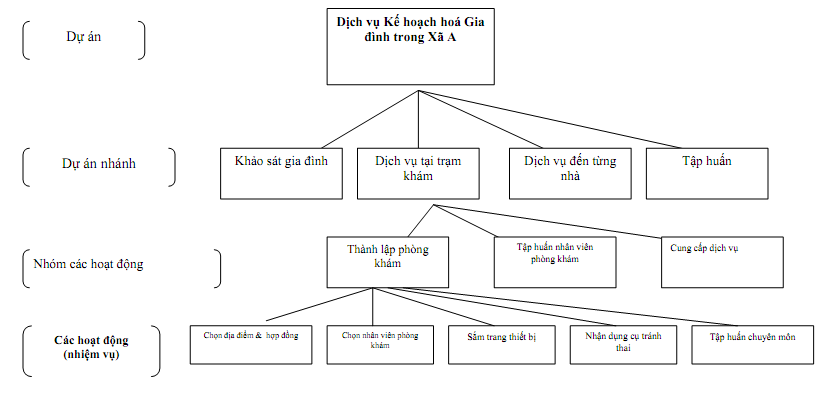 Dự án
Dịch vụ Kế hoạch hoá Gia
đình trong Xã A
Dự án nhánh
Khảo sát gia đình
Dịch vụ tại trạm
khám
Dịch vụ đến từng
nhà
Tập huấn
Nhóm các hoạt động
Thành lập phòng
khám
Tập huấn nhân viên
phòng khám
Cung cấp dịch vụ
Các hoạt động
(nhiệm vụ)
Chọn địa điểm & hợp đồng
Chọn nhân viên phòng
khám
Sắm trang thiết bị
Nhận dụng cụ tránh
thai
Tập huấn chuyên môn